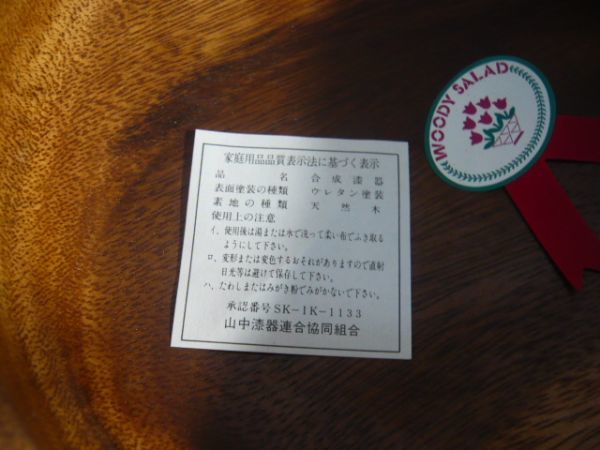 家庭用品品質表示法に基づく表示
品名 合成漆器
表面塗装の種類 ウレタン塗装
素地の種類 天然木
使用上の注意
イ、使用後は湯または水で洗って柔い布でふき取る
ようにして下さい。
ロ、変形または変色するおそれがありますので直射
日光等は避けて保存して下さい。
ハ、たわしまたはみがき粉でみがかないで下さい。
承認番号 SK-IK-1133
山中漆器連合協同組合
WOODY SALAD